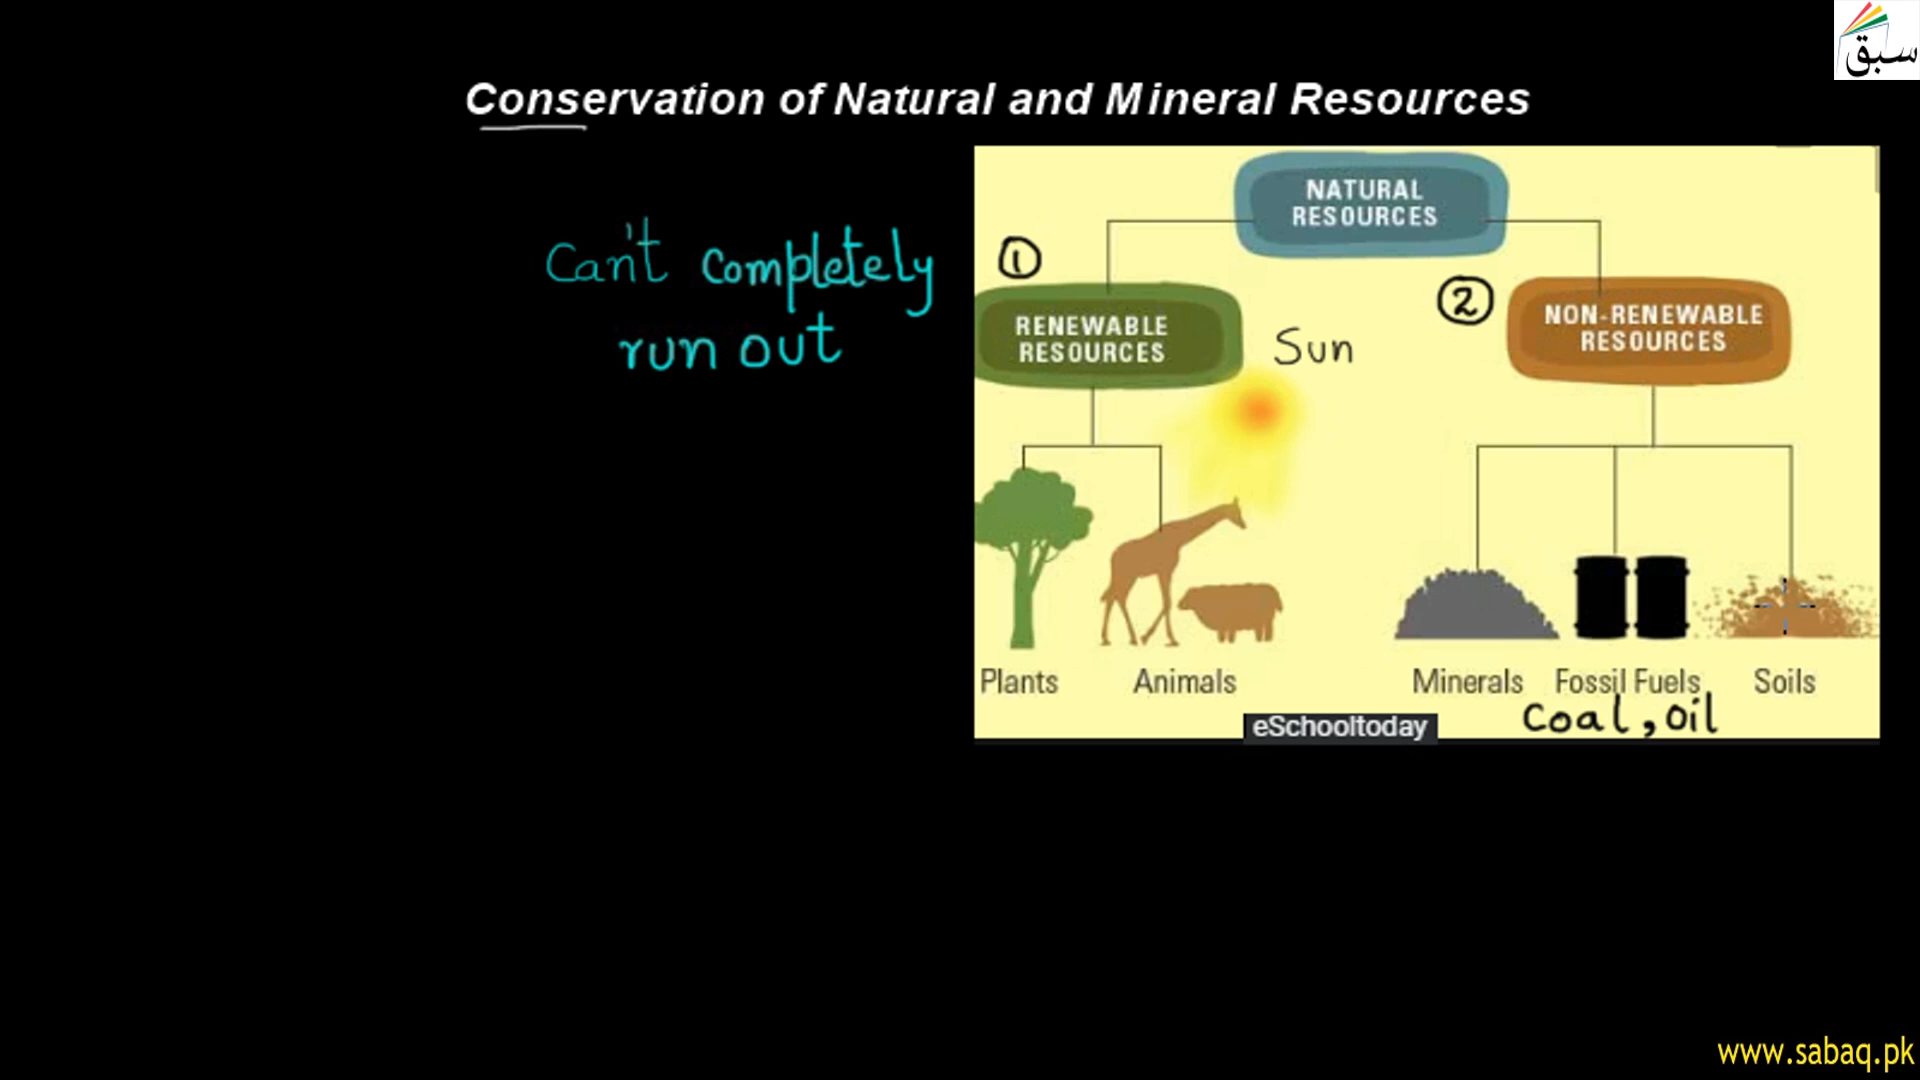 سبق
Conservation of Natural and Mineral Resources
Can't completely
run out
NATURAL
RESOURCES
①
RENEWABLE
RESOURCES
Sun
②
NON-RENEWABLE
RESOURCES
Plants
Animals
Minerals
Fossil Fuels
Soils
Coal, Oil
eSchooltoday
www.sabaq.pk